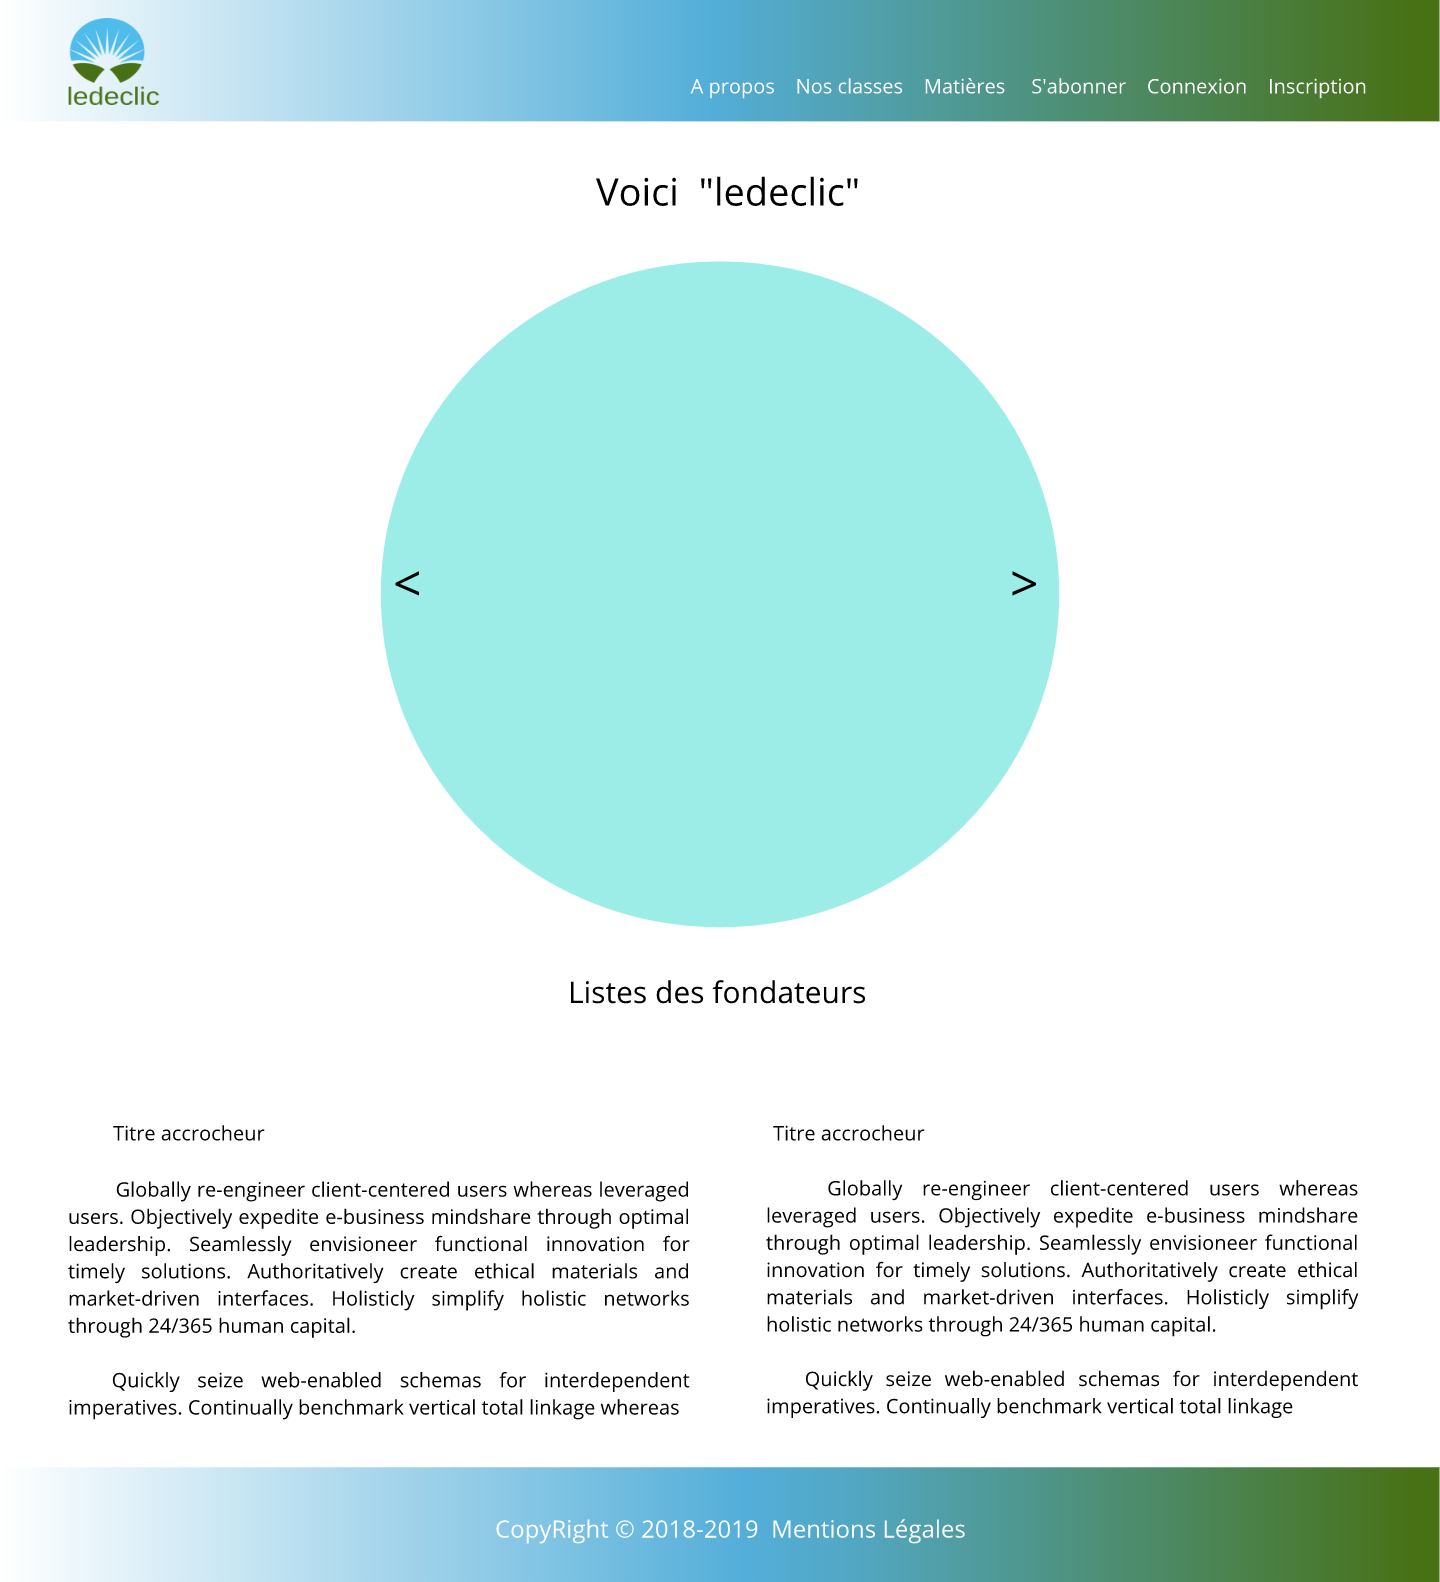 ledeclic
A propos Nos classes Matières S'abonner Connexion Inscription
Voici "ledeclic"
< >
Listes des fondateurs
Titre accrocheur
Globally re-engineer client-centered users whereas leveraged
users. Objectively expedite e-business mindshare through optimal
leadership. Seamlessly envisioneer functional innovation for
timely solutions. Authoritatively create ethical materials and
market-driven interfaces. Holisticly simplify holistic networks
through 24/365 human capital.
Quickly seize web-enabled schemas for interdependent
imperatives. Continually benchmark vertical total linkage whereas
Titre accrocheur
Globally re-engineer client-centered users whereas
leveraged users. Objectively expedite e-business mindshare
through optimal leadership. Seamlessly envisioneer functional
innovation for timely solutions. Authoritatively create ethical
materials and market-driven interfaces. Holisticly simplify
holistic networks through 24/365 human capital.
Quickly seize web-enabled schemas for interdependent
imperatives. Continually benchmark vertical total linkage
CopyRight © 2018-2019 Mentions Légales